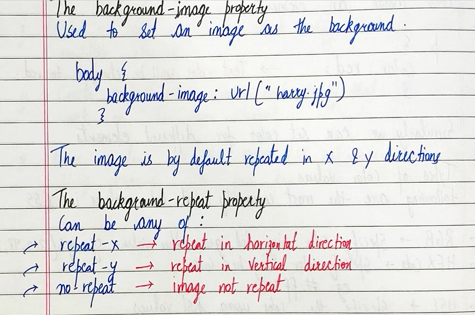 The background-image property
Used to set an image as the background.
body {
background-image: url("harry.jpg")
}
The image is by default repeated in X & Y directions
The background-repeat property
Can be any of:
repeat-x → repeat in horizontal direction
repeat-y → repeat in vertical direction
no-repeat → image not repeat